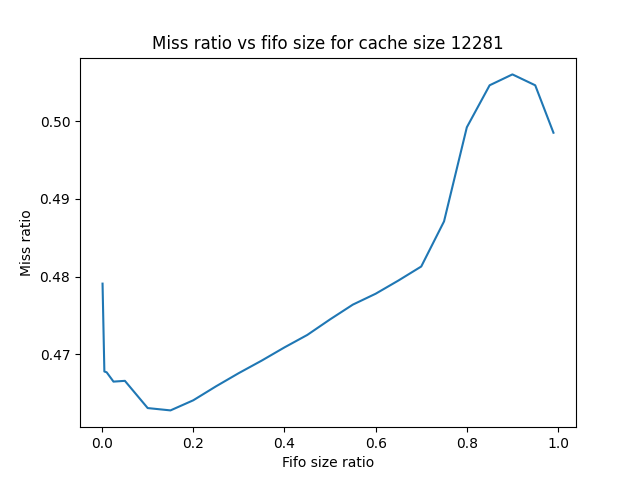 Miss ratio vs fifo size for cache size 12281
0.50
0.49
0.48
0.47
Miss ratio
0.0 0.2 0.4 0.6 0.8 1.0
Fifo size ratio